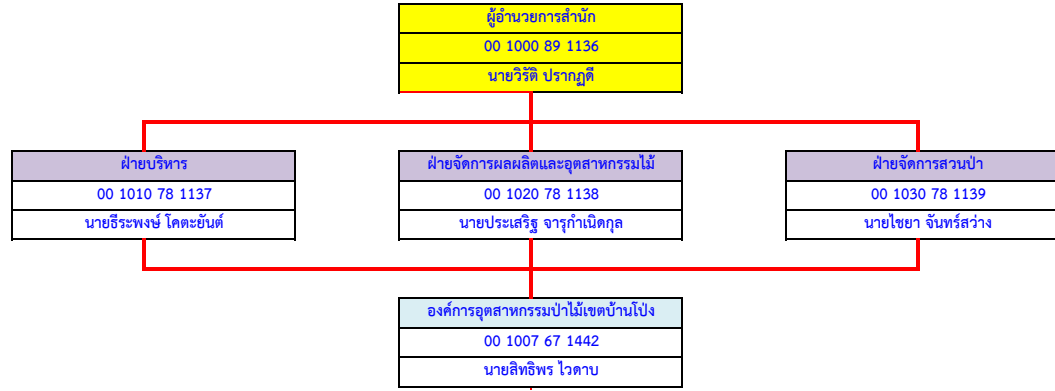 ผู้อำนวยการสำนัก
00 1000 89 1136
นายวิรัติ ปรากฏดี
ฝ่ายบริหาร
00 1010 78 1137
นายธีระพงษ์ โคตะยันต์
ฝ่ายจัดการผลผลิตและอุตสาหกรรมไม้
00 1020 78 1138
นายประเสริฐ จารุกำเนิดกุล
ฝ่ายจัดการสวนป่า
00 1030 78 1139
นายไชยา จันทร์สว่าง
องค์การอุตสาหกรรมป่าไม้เขตบ้านโป่ง
00 1007 67 1442
นายสิทธิพร ไวดาบ